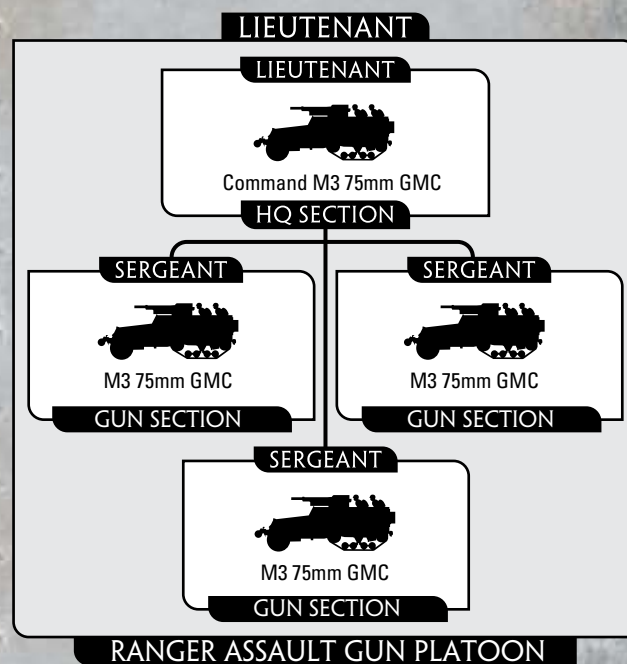 LIEUTENANT
LIEUTENANT
Command M3 75mm GMC
HQ SECTION
SERGEANT
M3 75mm GMC
GUN SECTION
SERGEANT
M3 75mm GMC
GUN SECTION
SERGEANT
M3 75mm GMC
GUN SECTION
RANGER ASSAULT GUN PLATOON